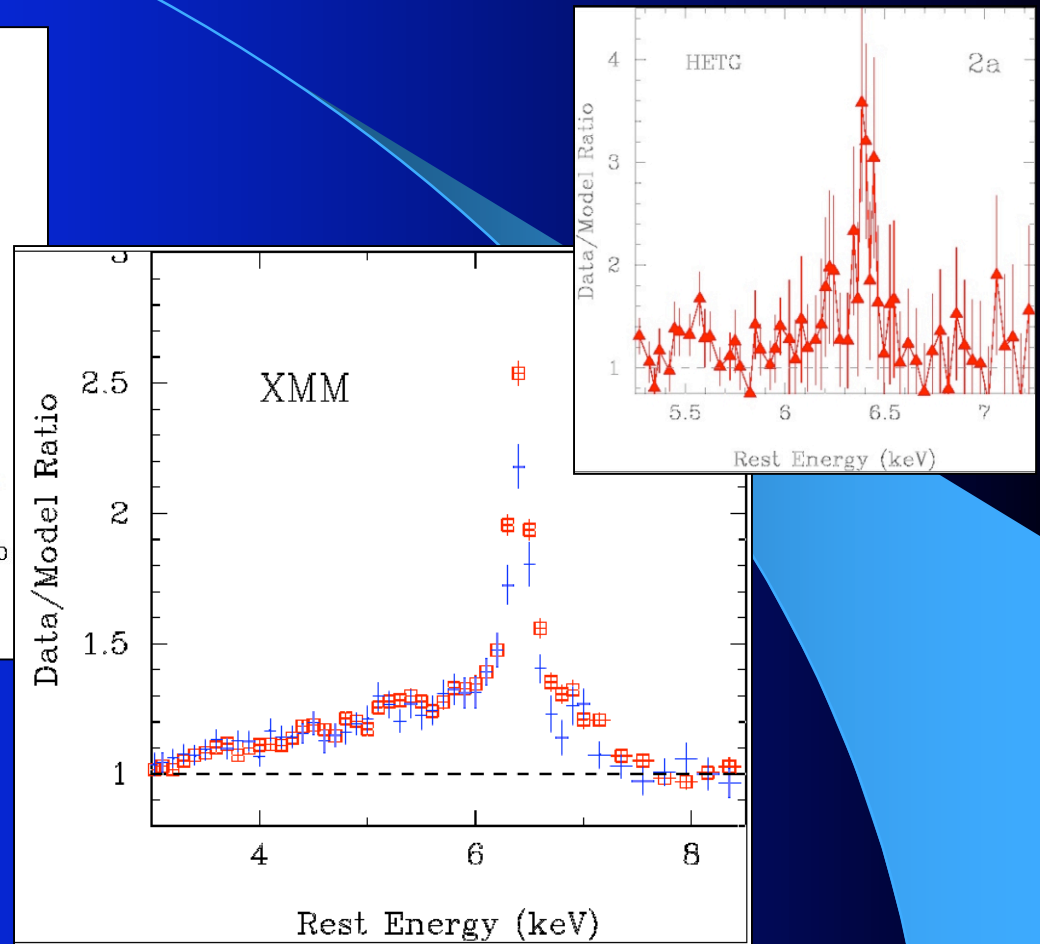 HETG 2a
4
3
2
1
Data/Model Ratio
5.5 6 6.5 7
Rest Energy (keV)
XMM
3
2.5
2
1.5
1
Data/Model Ratio
4 6 8
Rest Energy (keV)